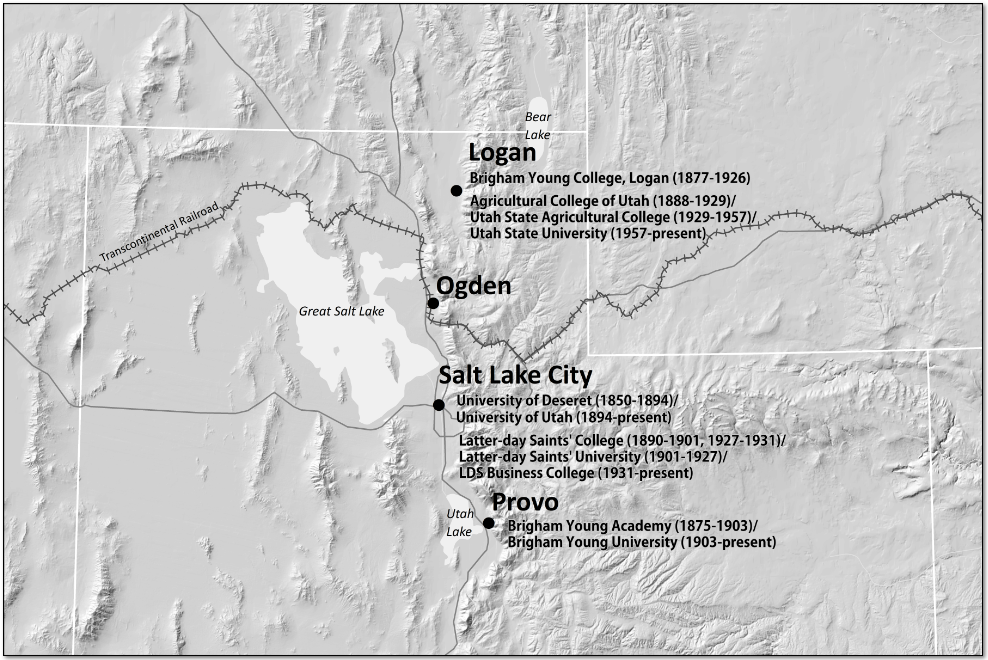 Bear
Lake
Logan
Brigham Young College, Logan (1877-1926)
Agricultural College of Utah (1888-1929)/
Utah State Agricultural College (1929-1957)/
Utah State University (1957-present)
Transcontinental Railroad
Ogden
Great Salt Lake
Salt Lake City
University of Deseret (1850-1894)/
University of Utah (1894-present)
Latter-day Saints' College (1890-1901, 1927-1931)/
Latter-day Saints' University (1901-1927)/
LDS Business College (1931-present)
Provo
Utah
Lake
Brigham Young Academy (1875-1903)/
Brigham Young University (1903-present)